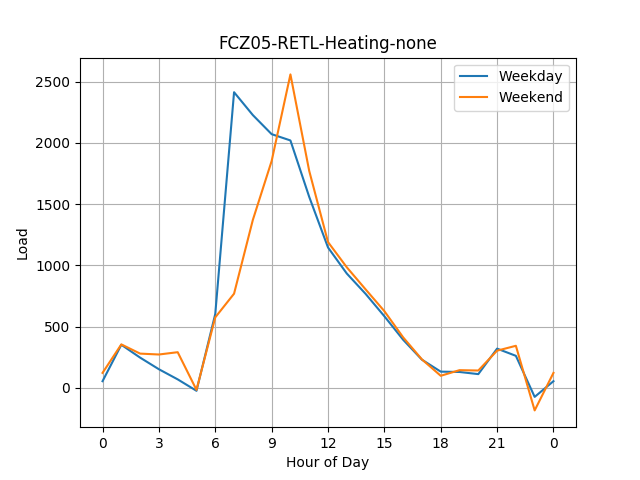 FCZ05-RETL-Heating-none
Weekday
Weekend
2500
2000
1500
1000
500
0
Load
0 3 6 9 12 15 18 21 0
Hour of Day